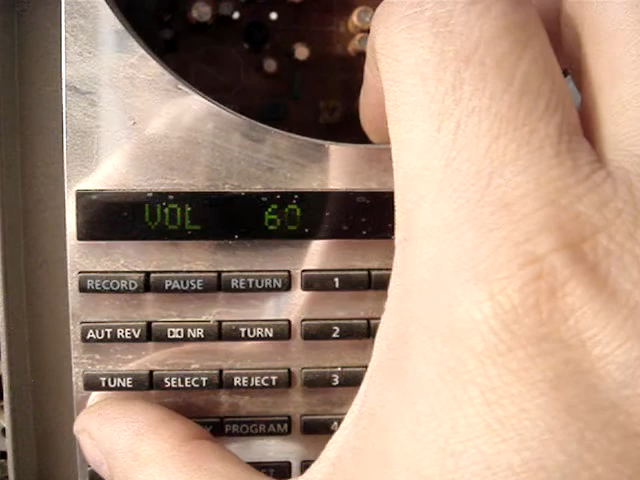 VOL 60
RECORD PAUSE RETURN 1
AUT REV NR TURN 2
TUNE SELECT REJECT 3
PROGRAM 4